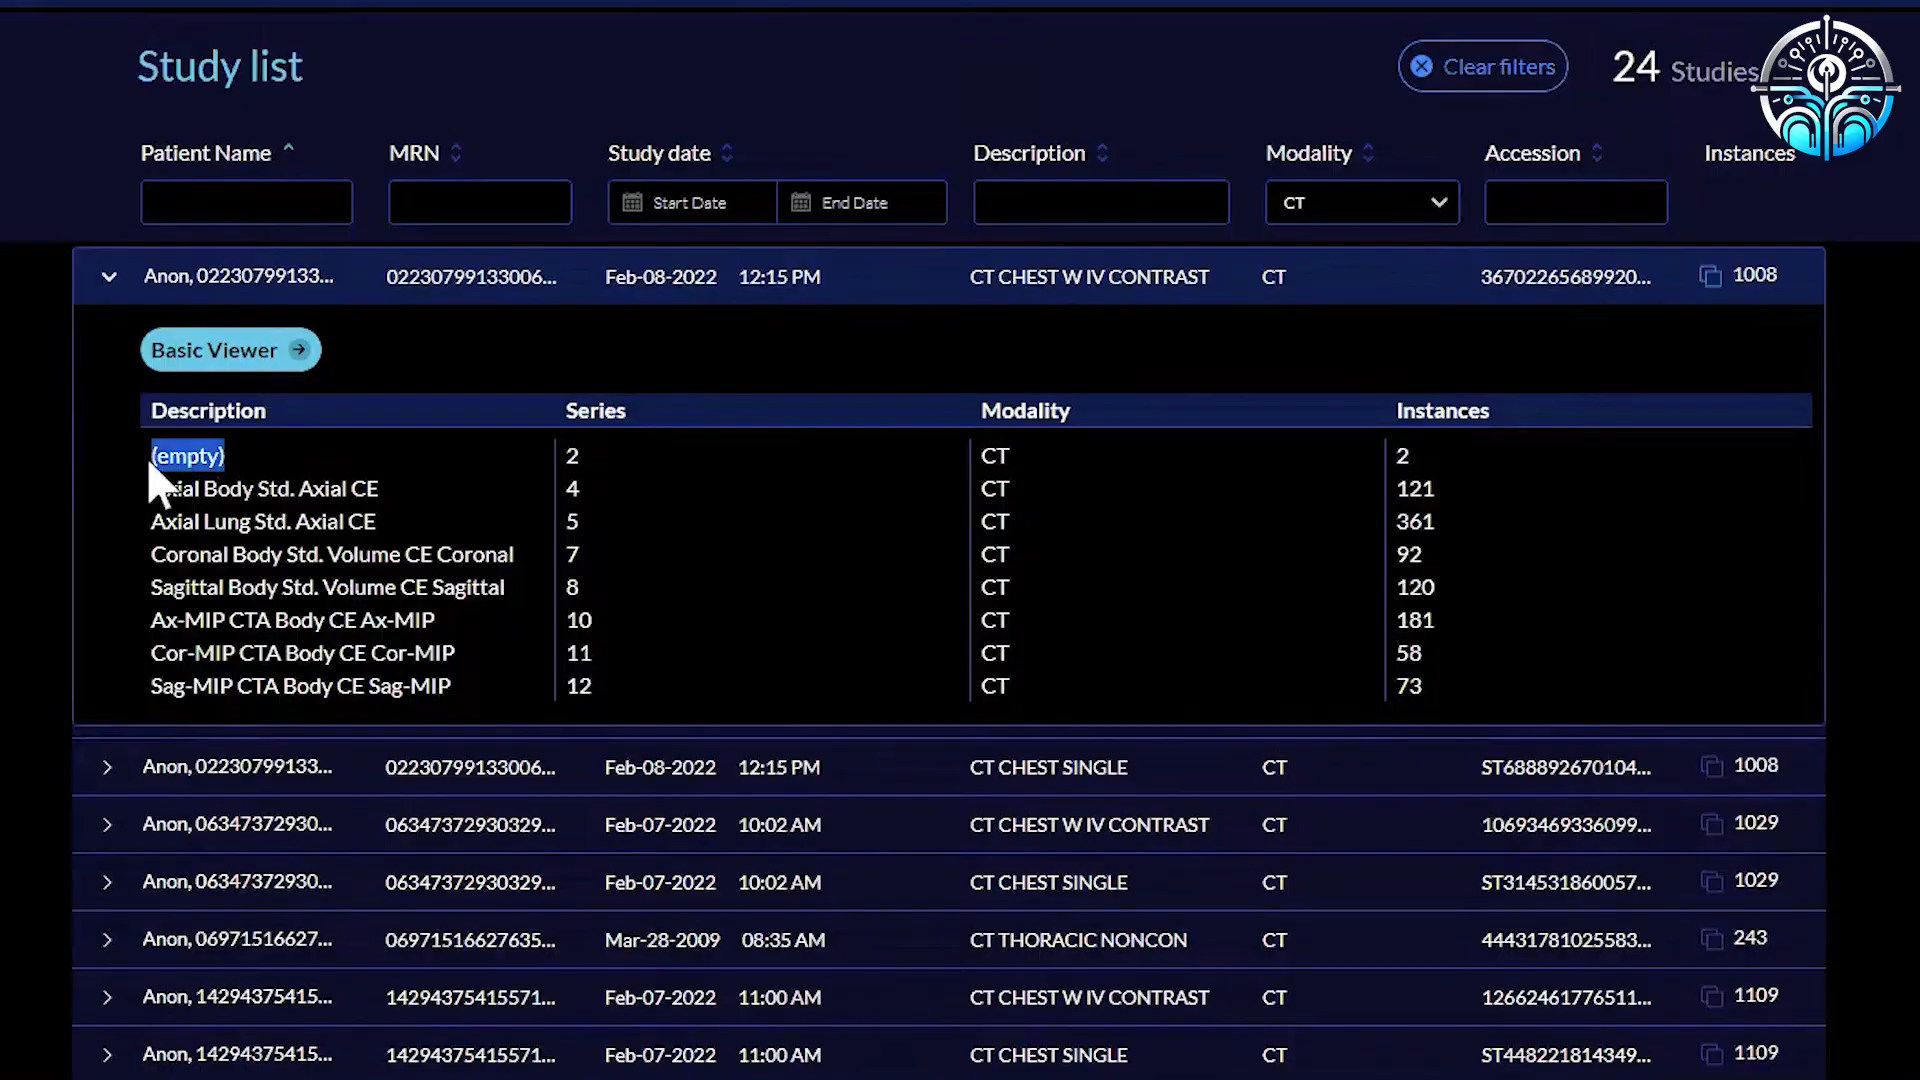 Study list
Clear filters
24 Studies
Patient Name MRN Study date Description Modality Accession Instances
Start Date End Date CT
Anon, 02230799133... 02230799133006... Feb-08-2022 12:15 PM CT CHEST W IV CONTRAST CT 36702265689920... 1008
Basic Viewer
Description Series Modality Instances
(empty) 2 CT 2
Body Std. Axial CE 4 CT 121
Axial Lung Std. Axial CE 5 CT 361
Coronal Body Std. Volume CE Coronal 7 CT 92
Sagittal Body Std. Volume CE Sagittal 8 CT 120
Ax-MIP CTA Body CE Ax-MIP 10 CT 181
Cor-MIP CTA Body CE Cor-MIP 11 CT 58
Sag-MIP CTA Body CE Sag-MIP 12 CT 73
Anon, 02230799133... 02230799133006... Feb-08-2022 12:15 PM CT CHEST SINGLE CT ST688892670104... 1008
Anon, 06347372930... 06347372930329... Feb-07-2022 10:02 AM CT CHEST W IV CONTRAST CT 10693469336099... 1029
Anon, 06347372930... 06347372930329... Feb-07-2022 10:02 AM CT CHEST SINGLE CT ST314531860057... 1029
Anon, 06971516627... 06971516627635... Mar-28-2009 08:35 AM CT THORACIC NONCON CT 44431781025583... 243
Anon, 14294375415... 14294375415571... Feb-07-2022 11:00 AM CT CHEST W IV CONTRAST CT 12662461776511... 1109
Anon, 14294375415... 14294375415571... Feb-07-2022 11:00 AM CT CHEST SINGLE CT ST448221814349... 1109